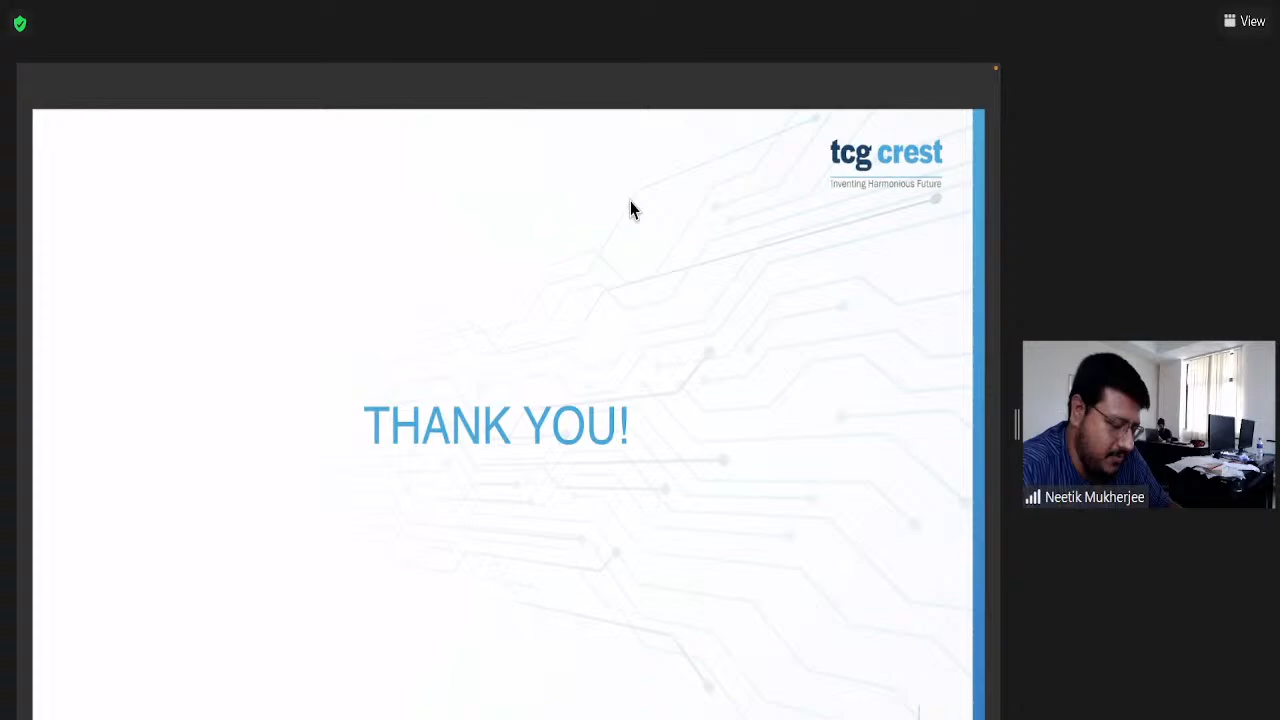 View
tcg crest
Inventing Harmonious Future
THANK YOU!
Neetik Mukherjee